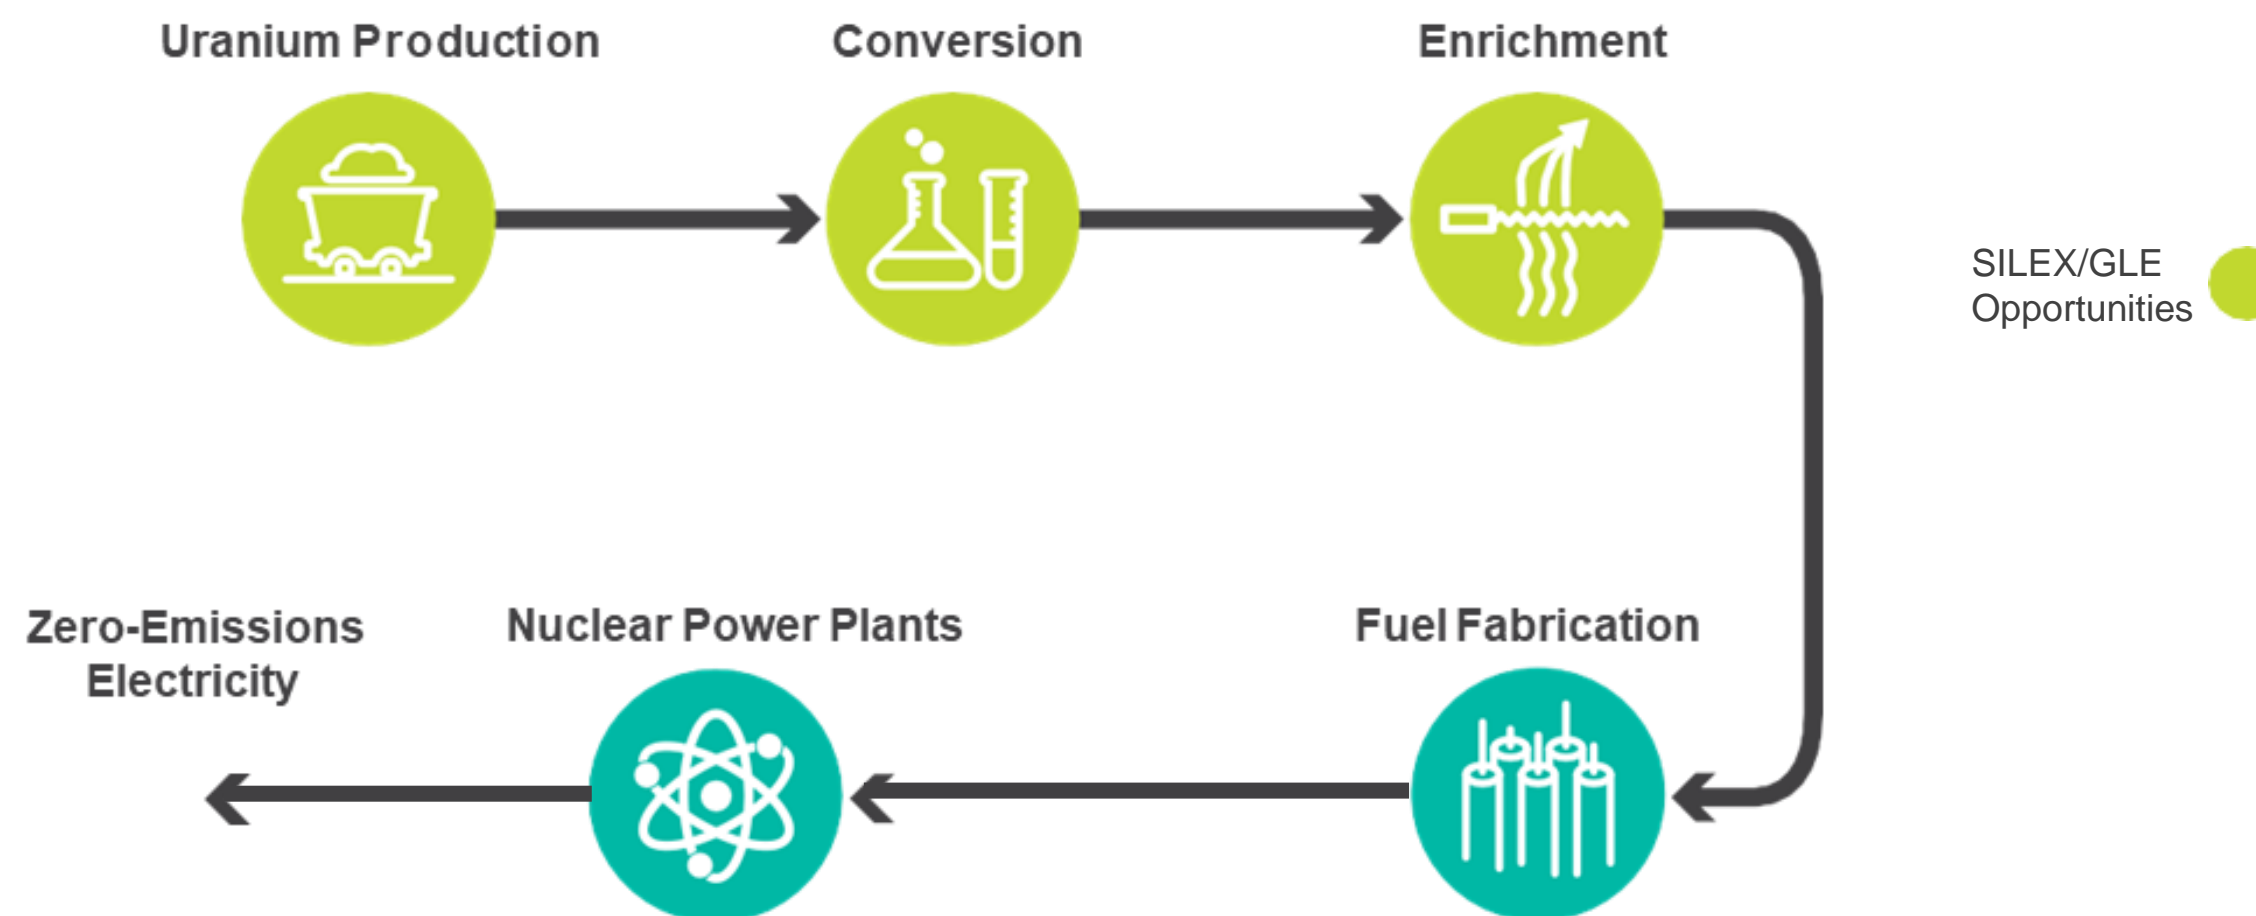 Uranium Production
Conversion
Enrichment
SILEX/GLE
Opportunities
Zero-Emissions
Electricity
Nuclear Power Plants
Fuel Fabrication